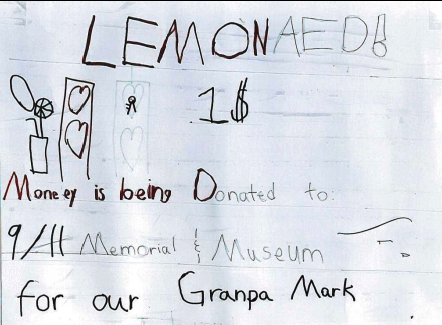 LEMONAED!
1$
Moneey is being Donated to:
9/11 Memorial & Museum
for our Granpa Mark